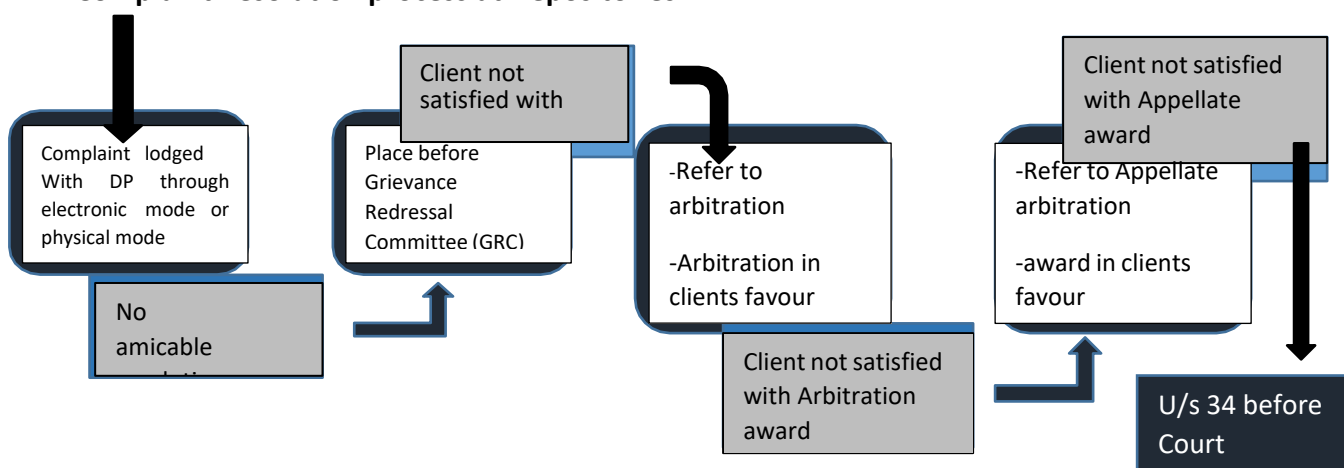 Complaint lodged
With DP through
electronic mode or
physical mode
No
amicable
Place before
Grievance
Redressal
Committee (GRC)
Client not
satisfied with
-Refer to
arbitration
-Arbitration in
clients favour
Client not satisfied
with Arbitration
award
-Refer to Appellate
arbitration
-award in clients
favour
Client not satisfied
with Appellate
award
U/s 34 before
Court